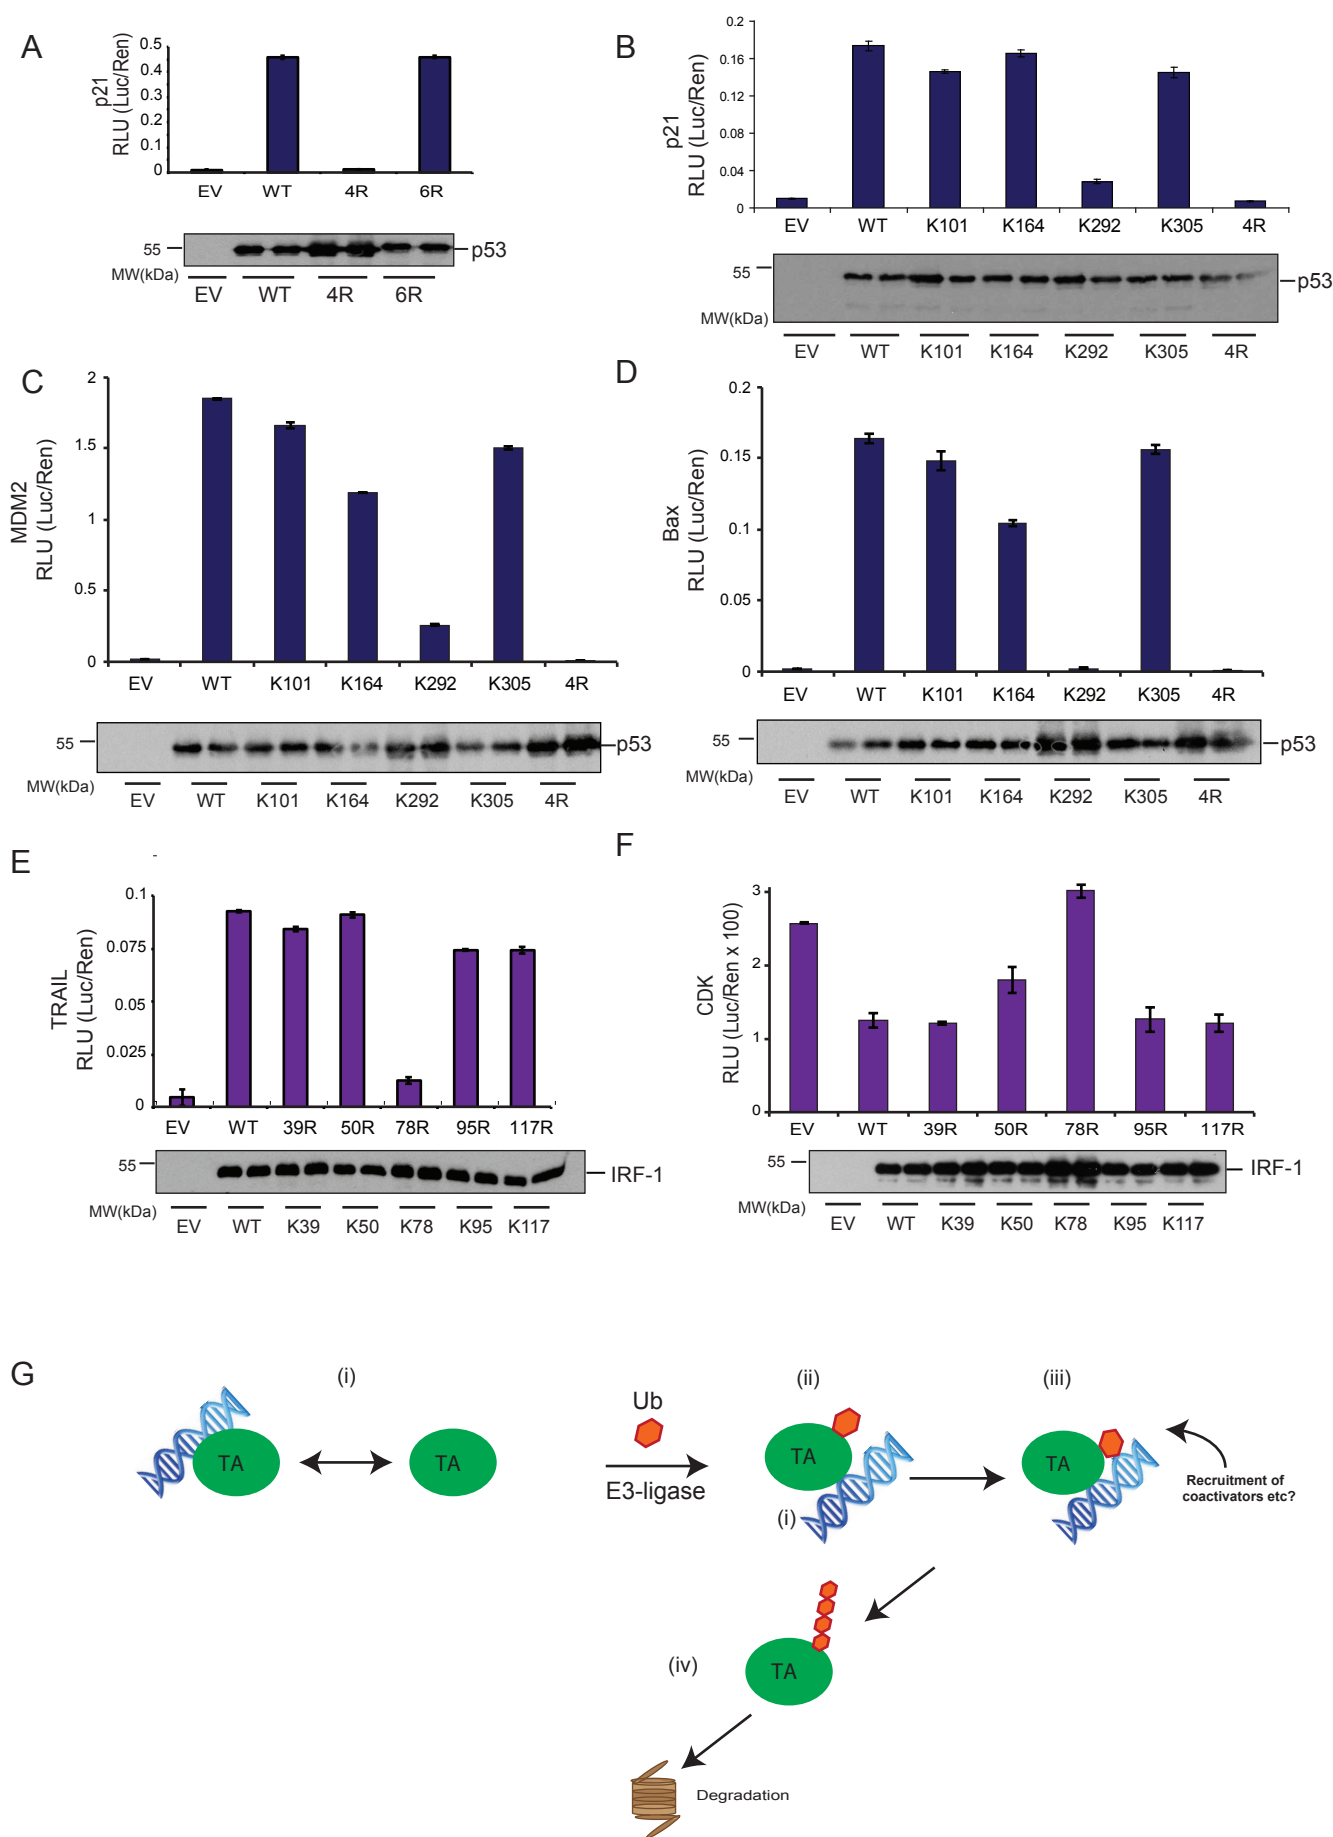 A
p21
RLU (Luc/Ren)
0.5
0.4
0.3
0.2
0.1
0
EV WT 4R 6R
55
p53
MW(kDa)
EV WT 4R 6R
B
p21
RLU (Luc/Ren)
0.2
0.16
0.12
0.08
0.04
0
EV WT K101 K164 K292 K305 4R
55
p53
MW(kDa)
EV WT K101 K164 K292 K305 4R
C
MDM2
RLU (Luc/Ren)
2
1.5
1
0.5
0
EV WT K101 K164 K292 K305 4R
55
p53
MW(kDa)
EV WT K101 K164 K292 K305 4R
D
Bax
RLU (Luc/Ren)
0.2
0.15
0.1
0.05
0
EV WT K101 K164 K292 K305 4R
55
p53
MW(kDa)
EV WT K101 K164 K292 K305 4R
E
TRAIL
RLU (Luc/Ren)
0.1
0.075
0.05
0.025
0
EV WT 39R 50R 78R 95R 117R
55
IRF-1
MW(kDa)
EV WT K39 K50 K78 K95 K117
F
CDK
RLU (Luc/Ren x 100)
3
2
1
0
EV WT 39R 50R 78R 95R 117R
55
IRF-1
MW(kDa)
EV WT K39 K50 K78 K95 K117
G
(i)
TA
TA
Ub
E3-ligase
(ii)
TA
(i)
(iii)
TA
Recruitment of
coactivators etc?
(iv)
TA
Degradation